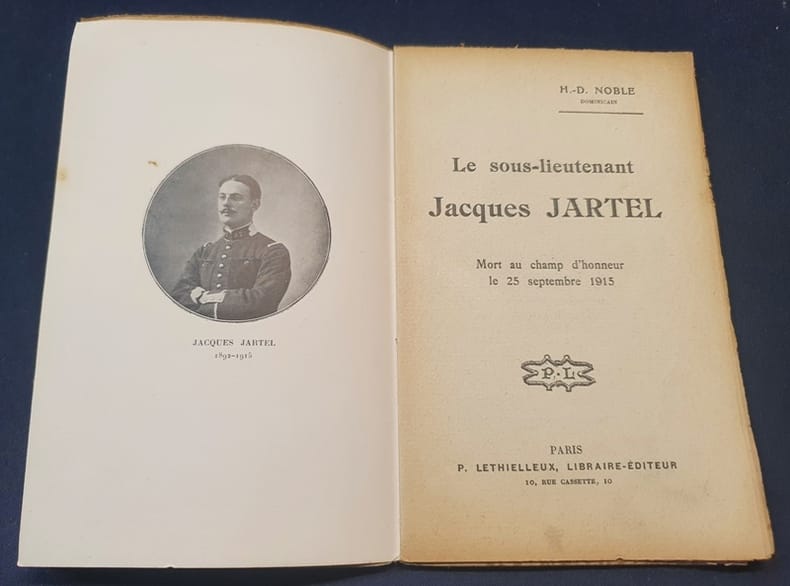 JACQUES JARTEL
1892-1915
H.-D. NOBLE
DOMINICAIN
Le sous-lieutenant
Jacques JARTEL
Mort au champ d'honneur
le 25 septembre 1915
P. L
PARIS
P. LETHIELLEUX, LIBRAIRE-ÉDITEUR
10, RUE CASSETTE, 10